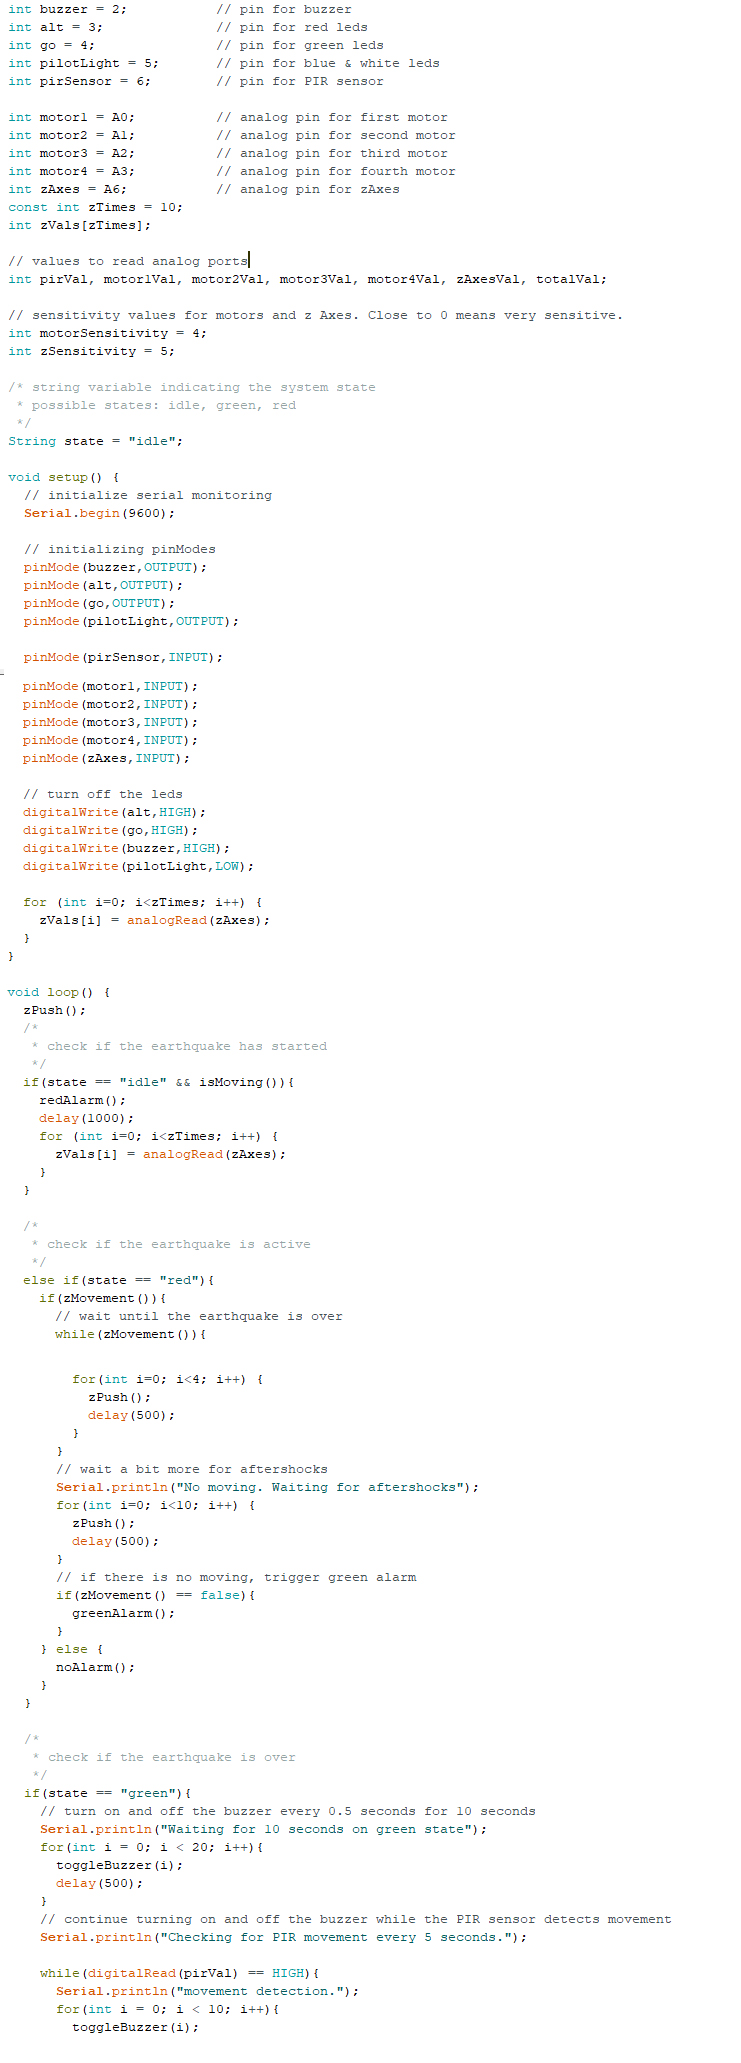 int buzzer = 2;           // pin for buzzer
int alt = 3;              // pin for red leds
int go = 4;               // pin for green leds
int pilotLight = 5;       // pin for blue & white leds
int pirSensor = 6;        // pin for PIR sensor

int motor1 = A0;          // analog pin for first motor
int motor2 = A1;          // analog pin for second motor
int motor3 = A2;          // analog pin for third motor
int motor4 = A3;          // analog pin for fourth motor
int zAxes = A6;           // analog pin for zAxes
const int zTimes = 10;
int zVals[zTimes];

// values to read analog ports
int pirVal, motor1Val, motor2Val, motor3Val, motor4Val, zAxesVal, totalVal;

// sensitivity values for motors and z Axes. Close to 0 means very sensitive.
int motorSensitivity = 4;
int zSensitivity = 5;

/* string variable indicating the system state
 * possible states: idle, green, red
 */
String state = "idle";

void setup() {
  // initialize serial monitoring
  Serial.begin(9600);

  // initializing pinModes
  pinMode(buzzer,OUTPUT);
  pinMode(alt,OUTPUT);
  pinMode(go,OUTPUT);
  pinMode(pilotLight,OUTPUT);

  pinMode(pirSensor,INPUT);
  pinMode(motor1,INPUT);
  pinMode(motor2,INPUT);
  pinMode(motor3,INPUT);
  pinMode(motor4,INPUT);
  pinMode(zAxes,INPUT);

  // turn off the leds
  digitalWrite(alt,HIGH);
  digitalWrite(go,HIGH);
  digitalWrite(buzzer,HIGH);
  digitalWrite(pilotLight,LOW);

  for (int i=0; i<zTimes; i++) {
    zVals[i] = analogRead(zAxes);
  }
}

void loop() {
  zPush();
  /*
   * check if the earthquake has started
   */
  if(state == "idle" && isMoving()){
    redAlarm();
    delay(1000);
    for (int i=0; i<zTimes; i++) {
      zVals[i] = analogRead(zAxes);
    }
  }

  /*
   * check if the earthquake is active
   */
  else if(state == "red"){
    if(zMovement()){
      // wait until the earthquake is over
      while(zMovement()){

        for(int i=0; i<4; i++) {
          zPush();
          delay(500);
        }
      }
      // wait a bit more for aftershocks
      Serial.println("No moving. Waiting for aftershocks");
      for(int i=0; i<10; i++) {
        zPush();
        delay(500);
      }
      // if there is no moving, trigger green alarm
      if(zMovement() == false){
        greenAlarm();
      }
    } else {
      noAlarm();
    }
  }

  /*
   * check if the earthquake is over
   */
  if(state == "green"){
    // turn on and off the buzzer every 0.5 seconds for 10 seconds
    Serial.println("Waiting for 10 seconds on green state");
    for(int i = 0; i < 20; i++){
      toggleBuzzer(i);
      delay(500);
    }
    // continue turning on and off the buzzer while the PIR sensor detects movement
    Serial.println("Checking for PIR movement every 5 seconds.");

    while(digitalRead(pirVal) == HIGH){
      Serial.println("movement detection.");
      for(int i = 0; i < 10; i++){
        toggleBuzzer(i);